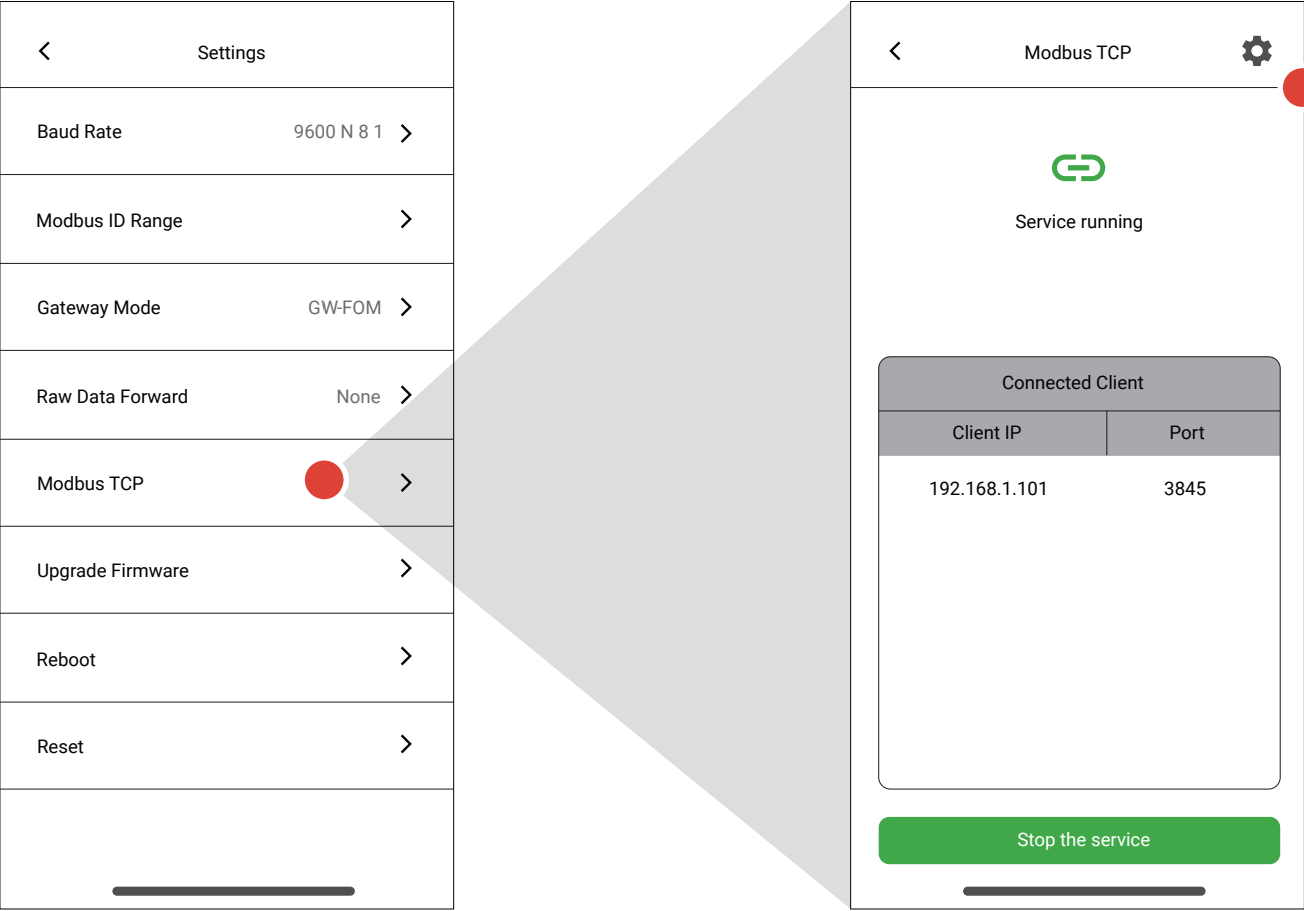 Settings
Baud Rate 9600 N 8 1
Modbus ID Range
Gateway Mode GW-FOM
Raw Data Forward None
Modbus TCP
Upgrade Firmware
Reboot
Reset
Modbus TCP
Service running
Connected Client
Client IP Port
192.168.1.101 3845
Stop the service